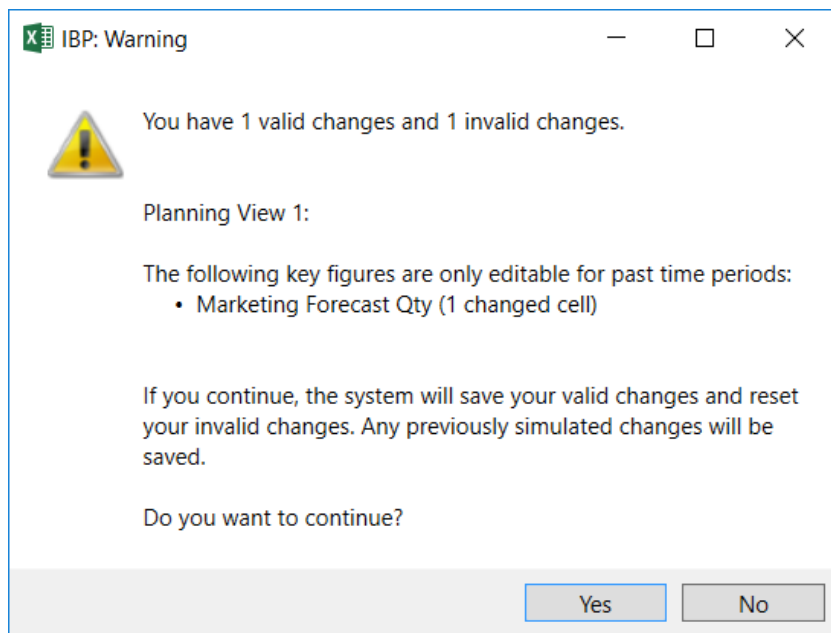 IBP: Warning
You have 1 valid changes and 1 invalid changes.
Planning View 1:
The following key figures are only editable for past time periods:
• Marketing Forecast Qty (1 changed cell)
If you continue, the system will save your valid changes and reset
your invalid changes. Any previously simulated changes will be
saved.
Do you want to continue?
Yes No